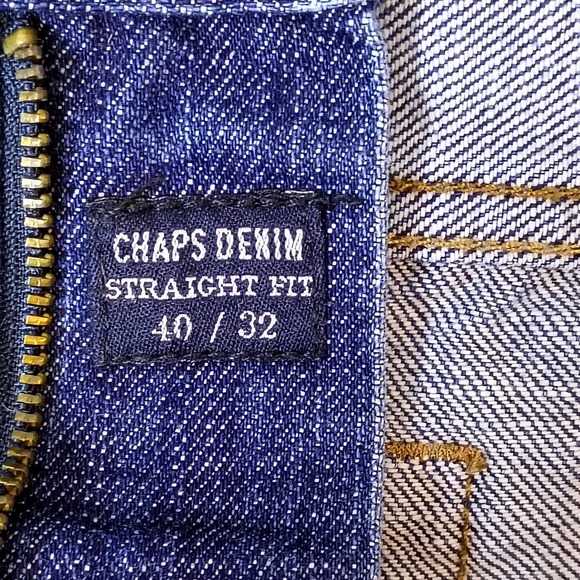 CHAPS DENIM
STRAIGHT FIT
40 / 32